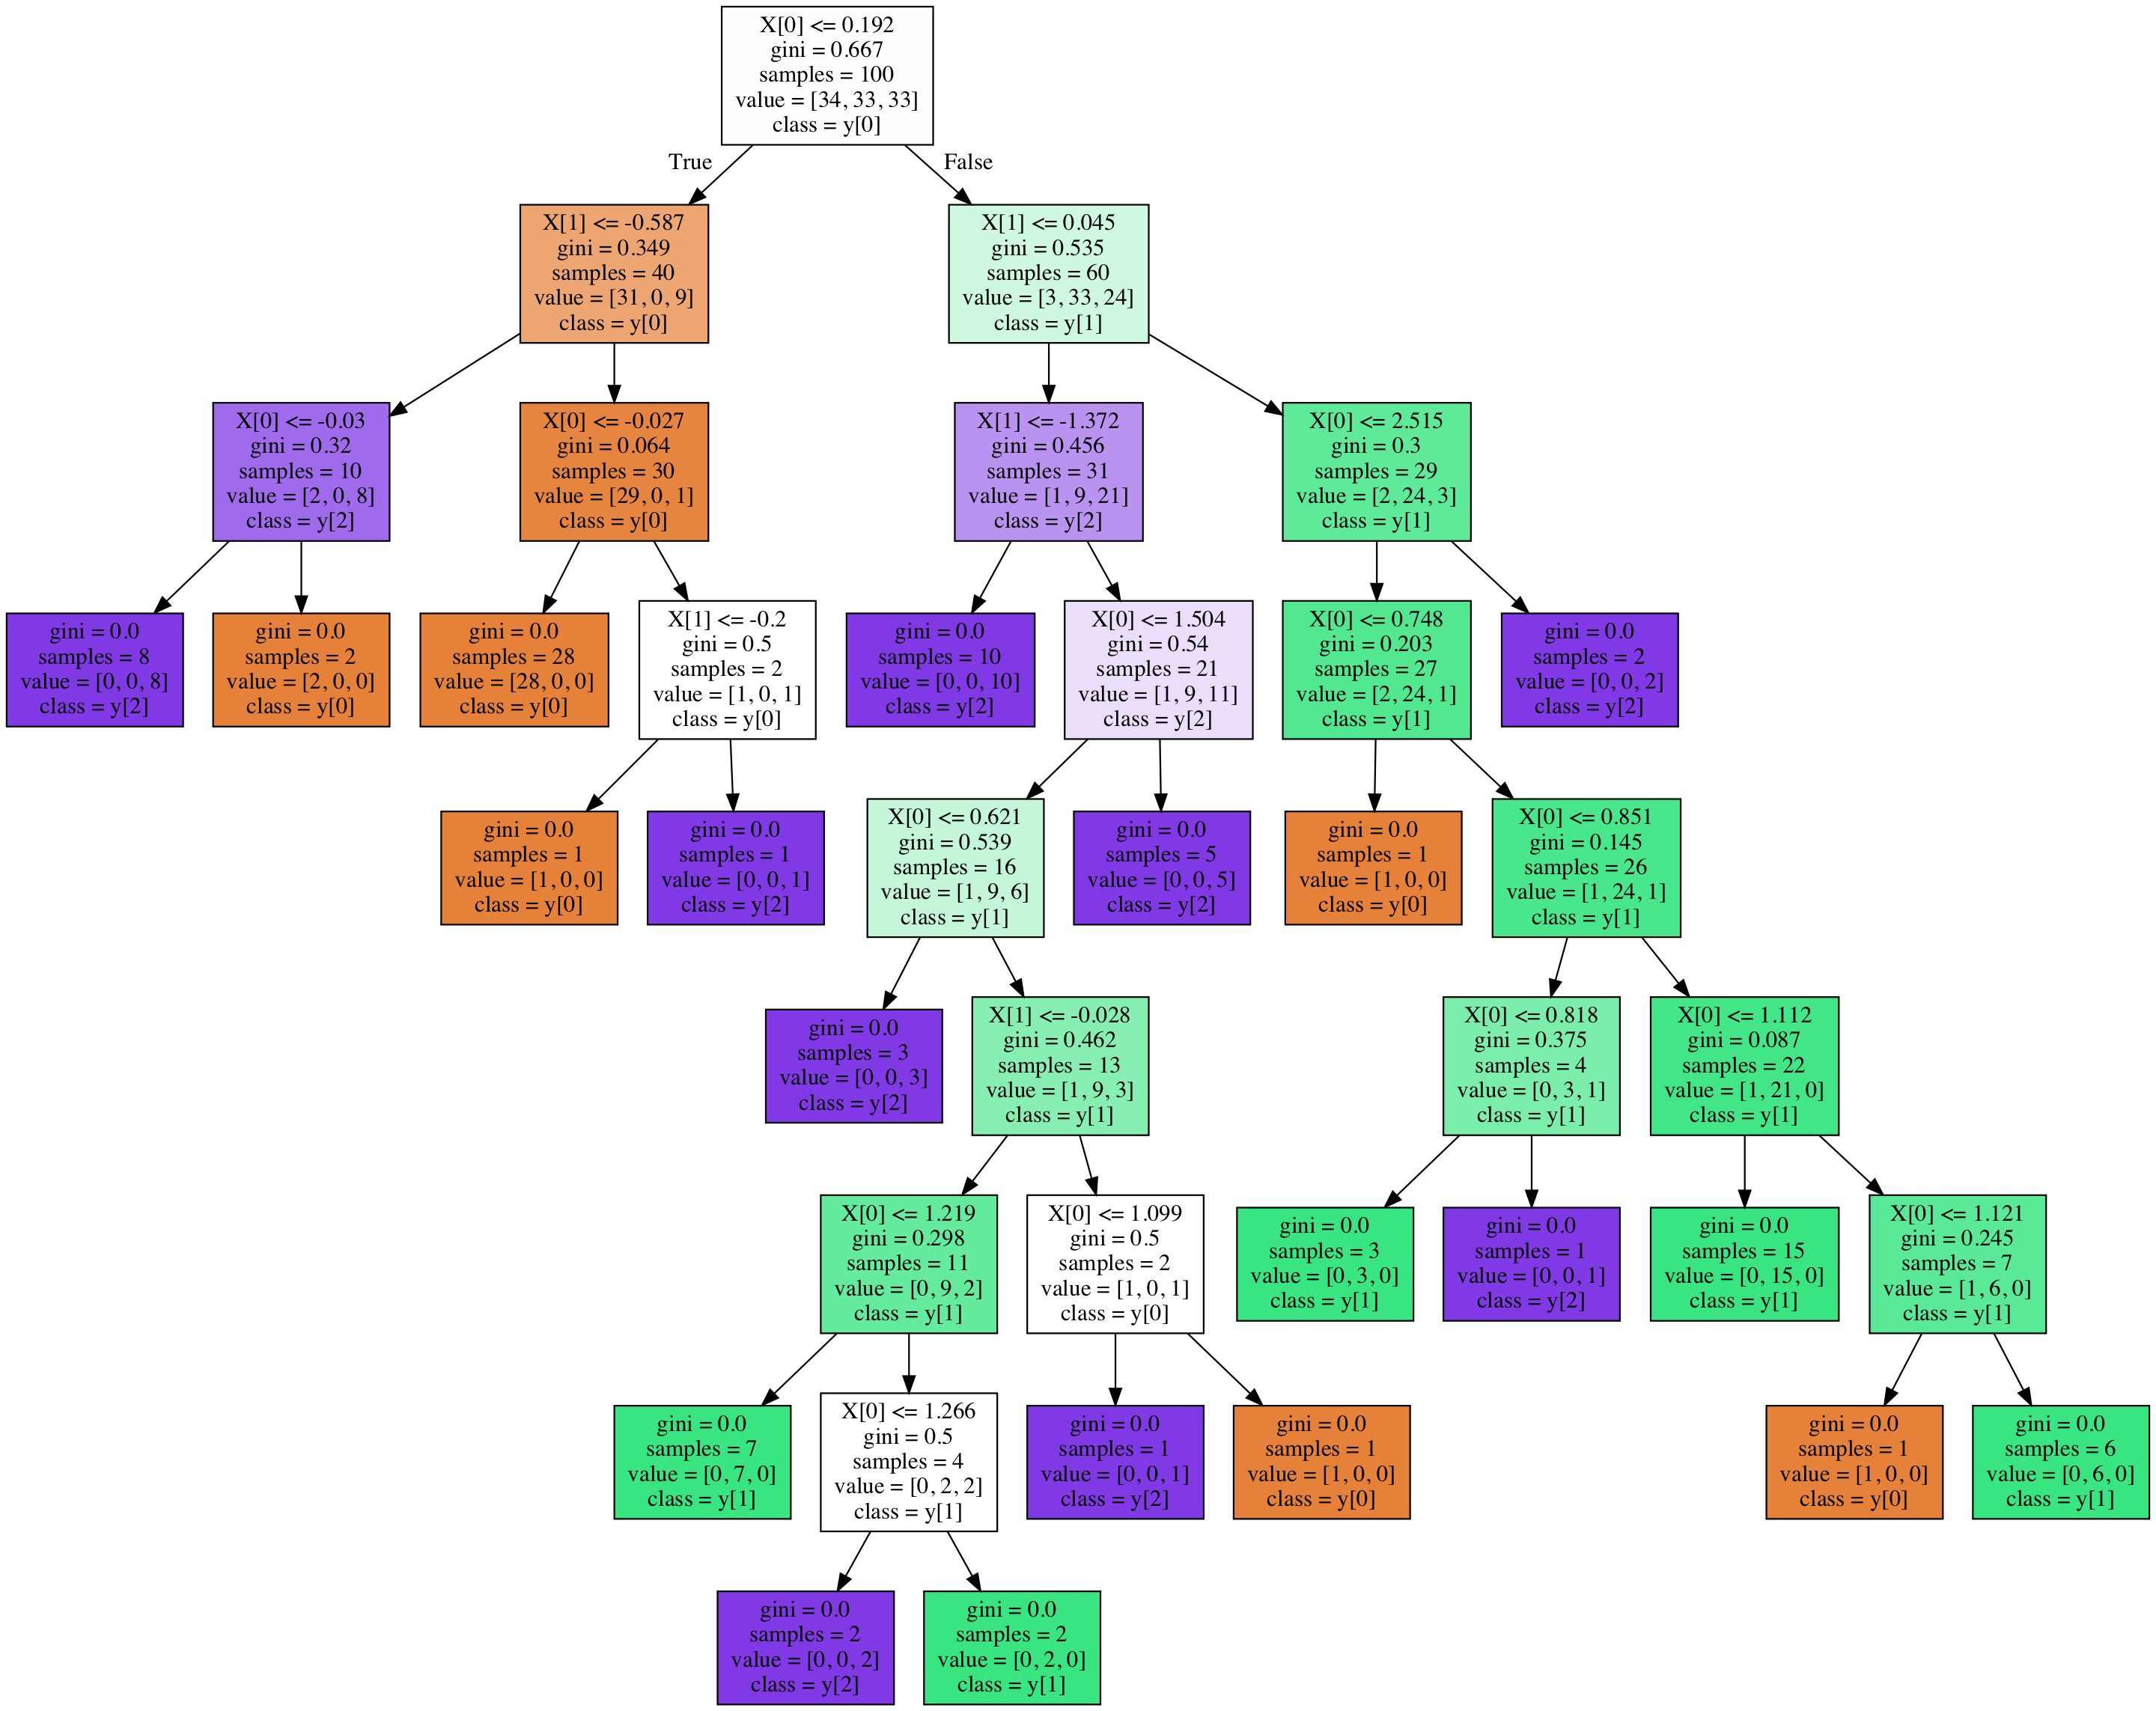 X[0] <= 0.192
gini = 0.667
samples = 100
value = [34, 33, 33]
class = y[0]
True
False
X[1] <= -0.587
gini = 0.349
samples = 40
value = [31, 0, 9]
class = y[0]
X[1] <= 0.045
gini = 0.535
samples = 60
value = [3, 33, 24]
class = y[1]
X[0] <= -0.03
gini = 0.32
samples = 10
value = [2, 0, 8]
class = y[2]
X[0] <= -0.027
gini = 0.064
samples = 30
value = [29, 0, 1]
class = y[0]
X[1] <= -1.372
gini = 0.456
samples = 31
value = [1, 9, 21]
class = y[2]
X[0] <= 2.515
gini = 0.3
samples = 29
value = [2, 24, 3]
class = y[1]
gini = 0.0
samples = 8
value = [0, 0, 8]
class = y[2]
gini = 0.0
samples = 2
value = [2, 0, 0]
class = y[0]
gini = 0.0
samples = 28
value = [28, 0, 0]
class = y[0]
X[1] <= -0.2
gini = 0.5
samples = 2
value = [1, 0, 1]
class = y[0]
gini = 0.0
samples = 10
value = [0, 0, 10]
class = y[2]
X[0] <= 1.504
gini = 0.54
samples = 21
value = [1, 9, 11]
class = y[2]
X[0] <= 0.748
gini = 0.203
samples = 27
value = [2, 24, 1]
class = y[1]
gini = 0.0
samples = 2
value = [0, 0, 2]
class = y[2]
gini = 0.0
samples = 1
value = [1, 0, 0]
class = y[0]
gini = 0.0
samples = 1
value = [0, 0, 1]
class = y[2]
X[0] <= 0.621
gini = 0.539
samples = 16
value = [1, 9, 6]
class = y[1]
gini = 0.0
samples = 5
value = [0, 0, 5]
class = y[2]
gini = 0.0
samples = 1
value = [1, 0, 0]
class = y[0]
X[0] <= 0.851
gini = 0.145
samples = 26
value = [1, 24, 1]
class = y[1]
gini = 0.0
samples = 3
value = [0, 0, 3]
class = y[2]
X[1] <= -0.028
gini = 0.462
samples = 13
value = [1, 9, 3]
class = y[1]
X[0] <= 0.818
gini = 0.375
samples = 4
value = [0, 3, 1]
class = y[1]
X[0] <= 1.112
gini = 0.087
samples = 22
value = [1, 21, 0]
class = y[1]
X[0] <= 1.219
gini = 0.298
samples = 11
value = [0, 9, 2]
class = y[1]
X[0] <= 1.099
gini = 0.5
samples = 2
value = [1, 0, 1]
class = y[0]
gini = 0.0
samples = 3
value = [0, 3, 0]
class = y[1]
gini = 0.0
samples = 1
value = [0, 0, 1]
class = y[2]
gini = 0.0
samples = 15
value = [0, 15, 0]
class = y[1]
X[0] <= 1.121
gini = 0.245
samples = 7
value = [1, 6, 0]
class = y[1]
gini = 0.0
samples = 7
value = [0, 7, 0]
class = y[1]
X[0] <= 1.266
gini = 0.5
samples = 4
value = [0, 2, 2]
class = y[1]
gini = 0.0
samples = 1
value = [0, 0, 1]
class = y[2]
gini = 0.0
samples = 1
value = [1, 0, 0]
class = y[0]
gini = 0.0
samples = 1
value = [1, 0, 0]
class = y[0]
gini = 0.0
samples = 6
value = [0, 6, 0]
class = y[1]
gini = 0.0
samples = 2
value = [0, 0, 2]
class = y[2]
gini = 0.0
samples = 2
value = [0, 2, 0]
class = y[1]